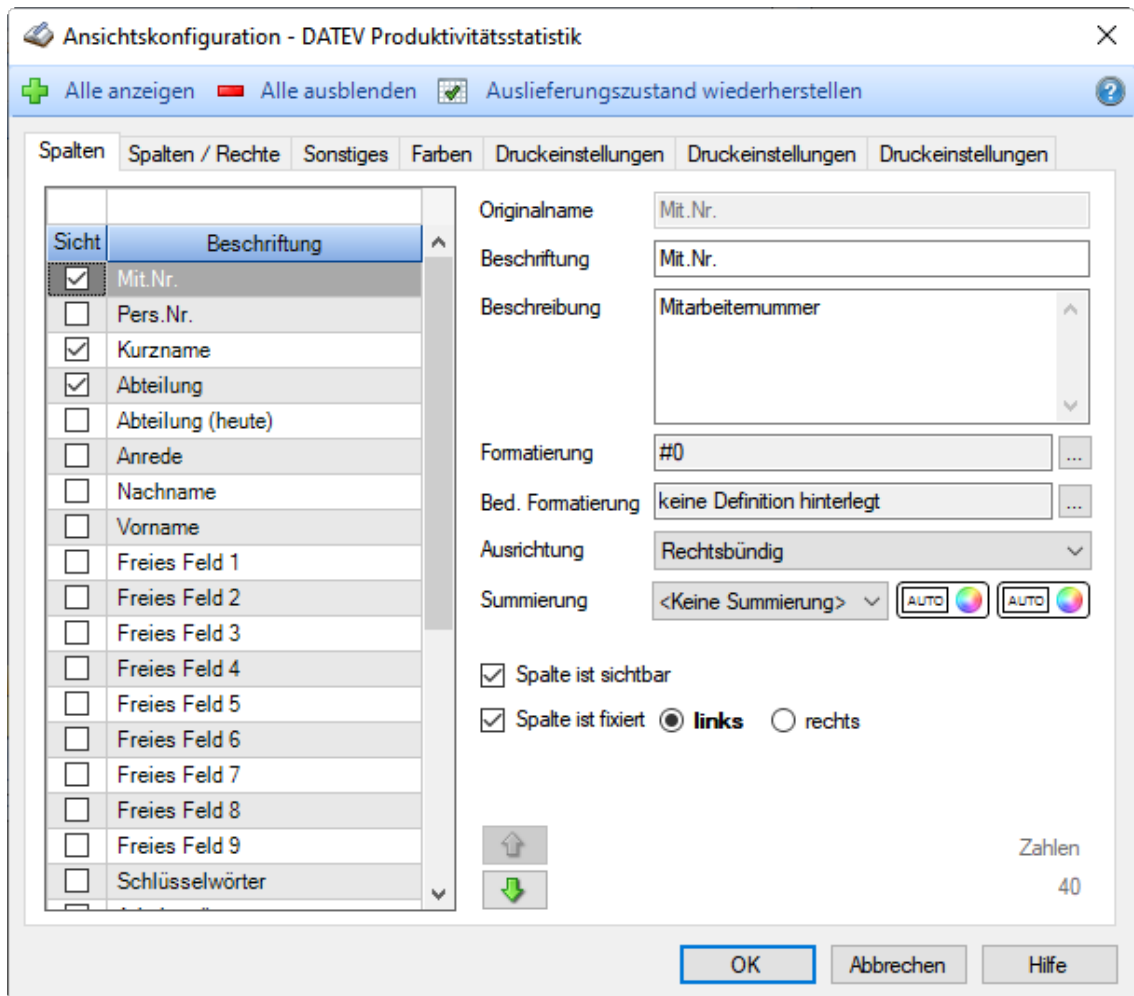 Ansichtskonfiguration - DATEV Produktivitätsstatistik
Alle anzeigen Alle ausblenden Auslieferungszustand wiederherstellen
Spalten Spalten / Rechte Sonstiges Farben Druckeinstellungen Druckeinstellungen Druckeinstellungen
Sicht Beschriftung
Mit.Nr.
Pers.Nr.
Kurzname
Abteilung
Abteilung (heute)
Anrede
Nachname
Vorname
Freies Feld 1
Freies Feld 2
Freies Feld 3
Freies Feld 4
Freies Feld 5
Freies Feld 6
Freies Feld 7
Freies Feld 8
Freies Feld 9
Schlüsselwörter
Originalname Mit.Nr.
Beschriftung Mit.Nr.
Beschreibung Mitarbeiternummer
Formatierung #0 ...
Bed. Formatierung keine Definition hinterlegt ...
Ausrichtung Rechtsbündig
Summierung <Keine Summierung> AUTO AUTO
Spalte ist sichtbar
Spalte ist fixiert links rechts
Zahlen
40
OK Abbrechen Hilfe